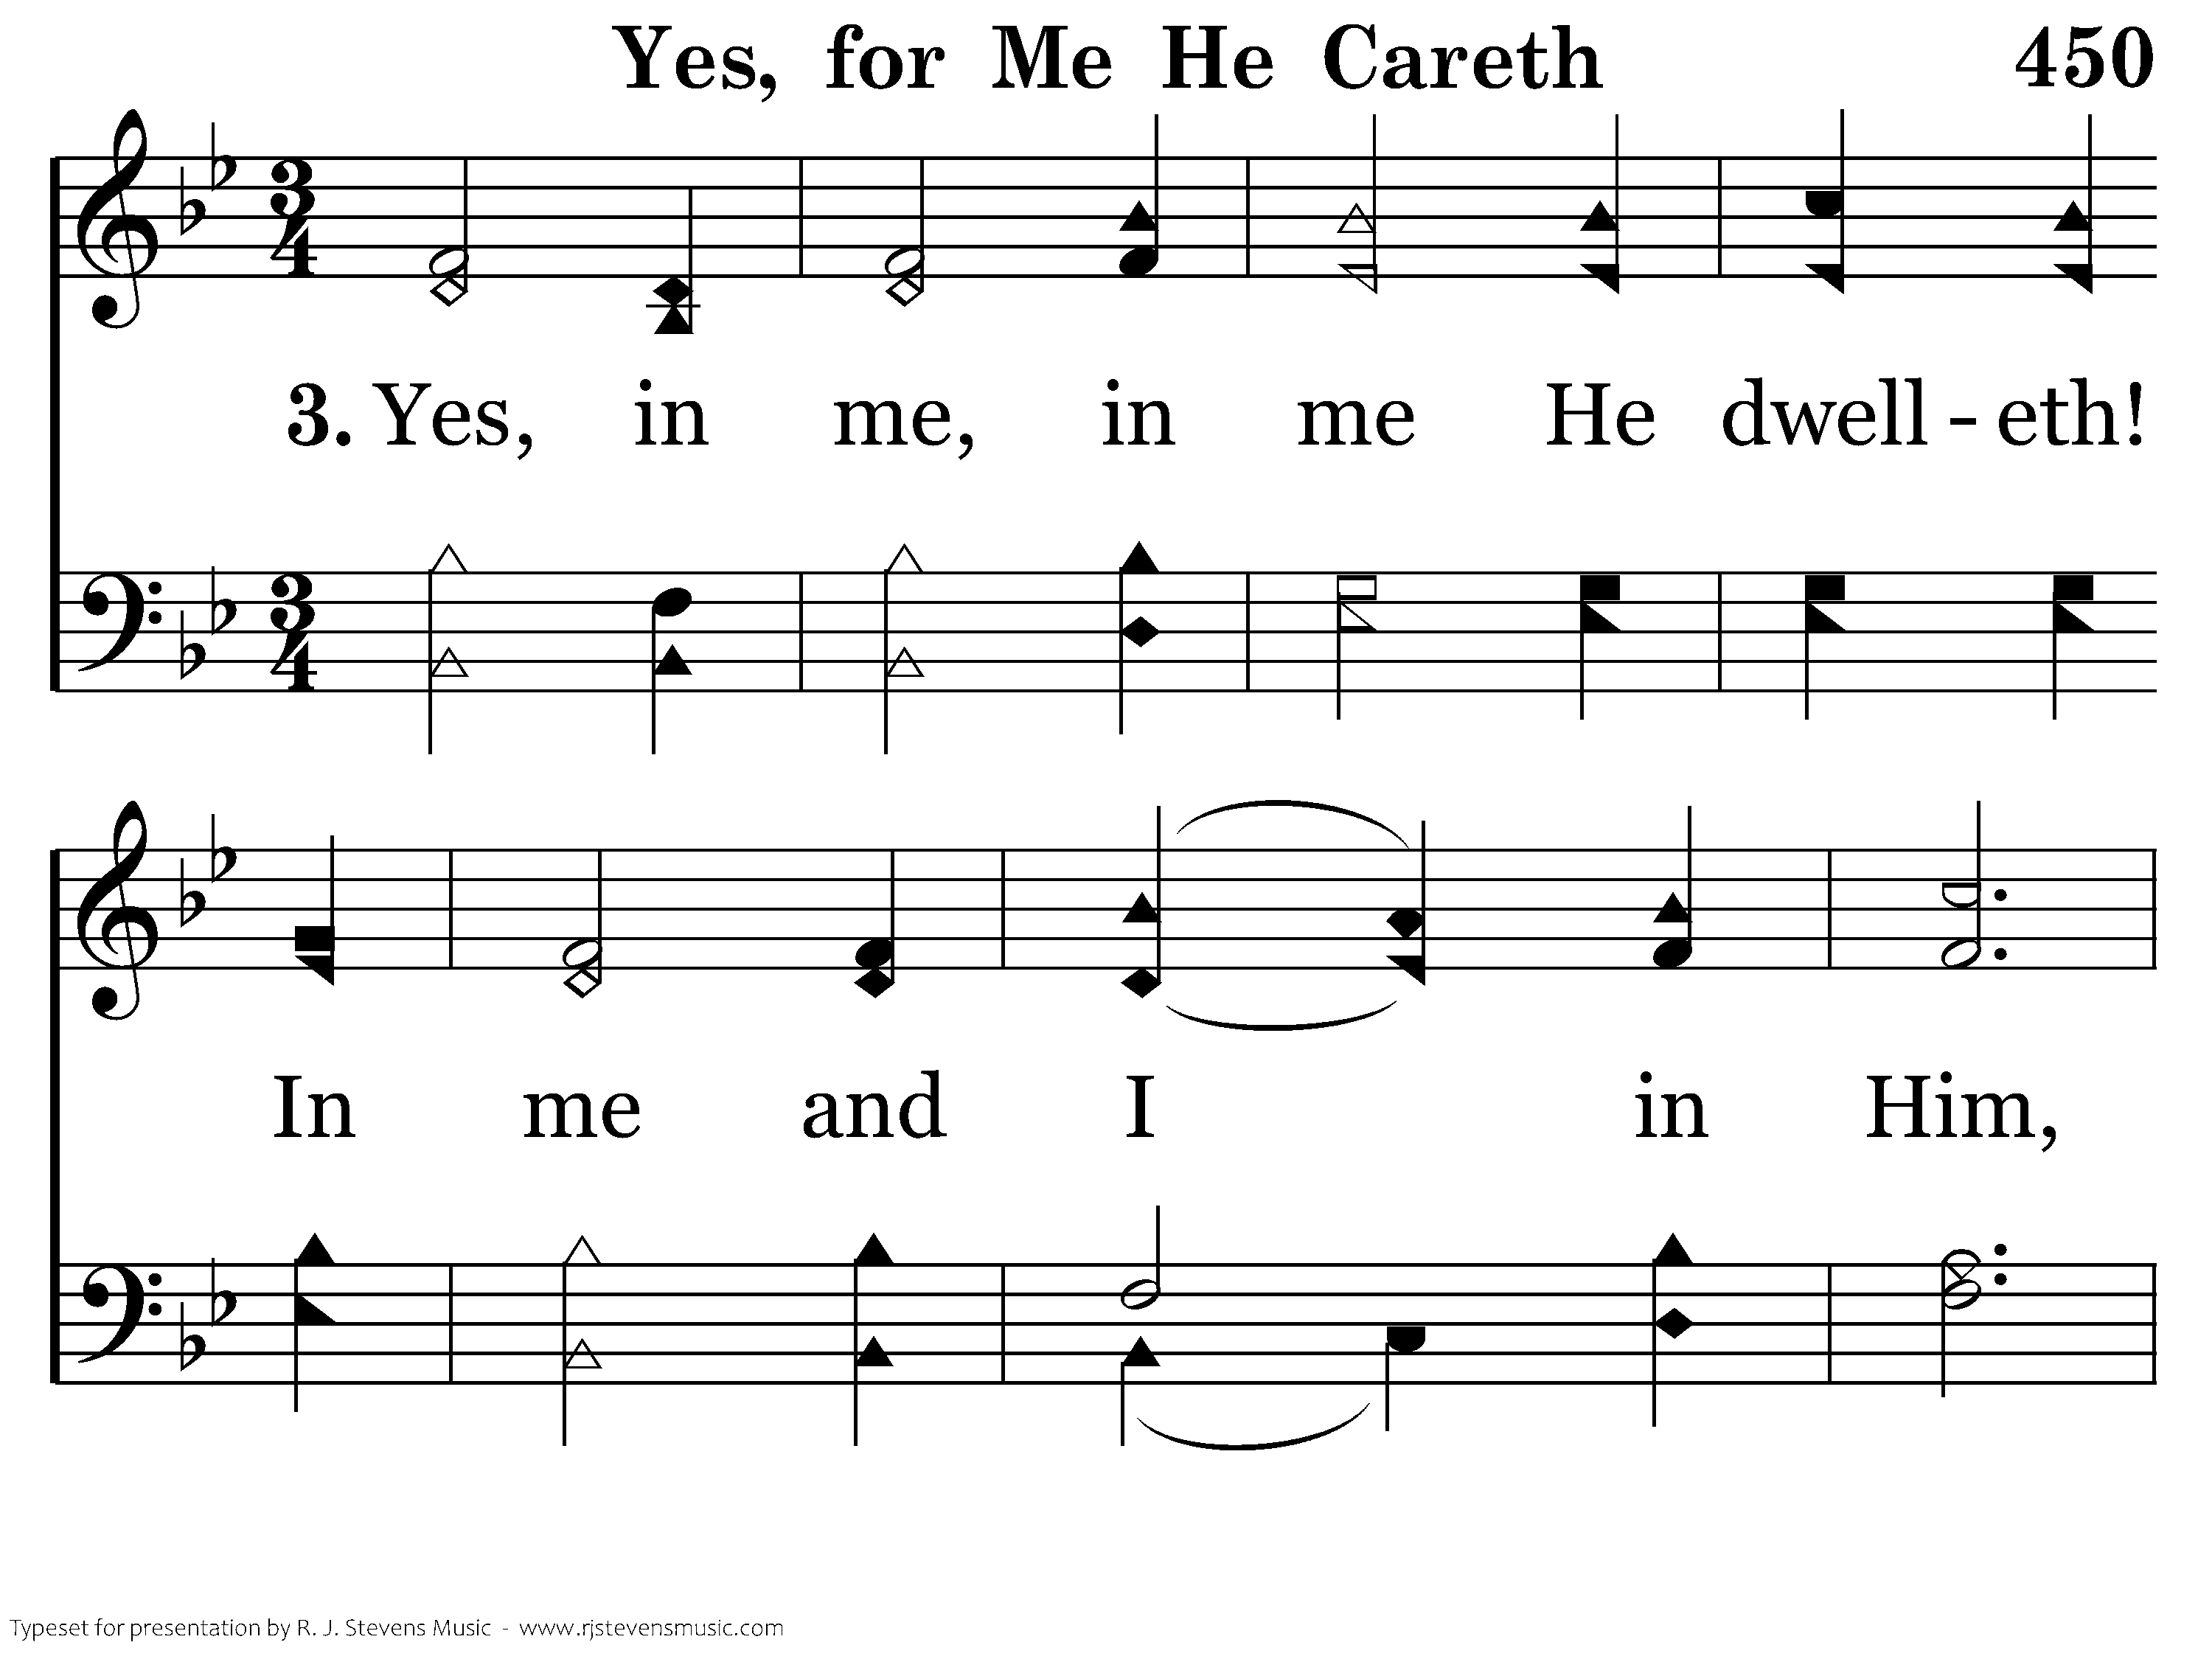 Yes, for Me He Careth 450
3. Yes, in me, in me He dwell - eth!
In me and I in Him,
Typeset for presentation by R. J. Stevens Music - www.rjstevensmusic.com